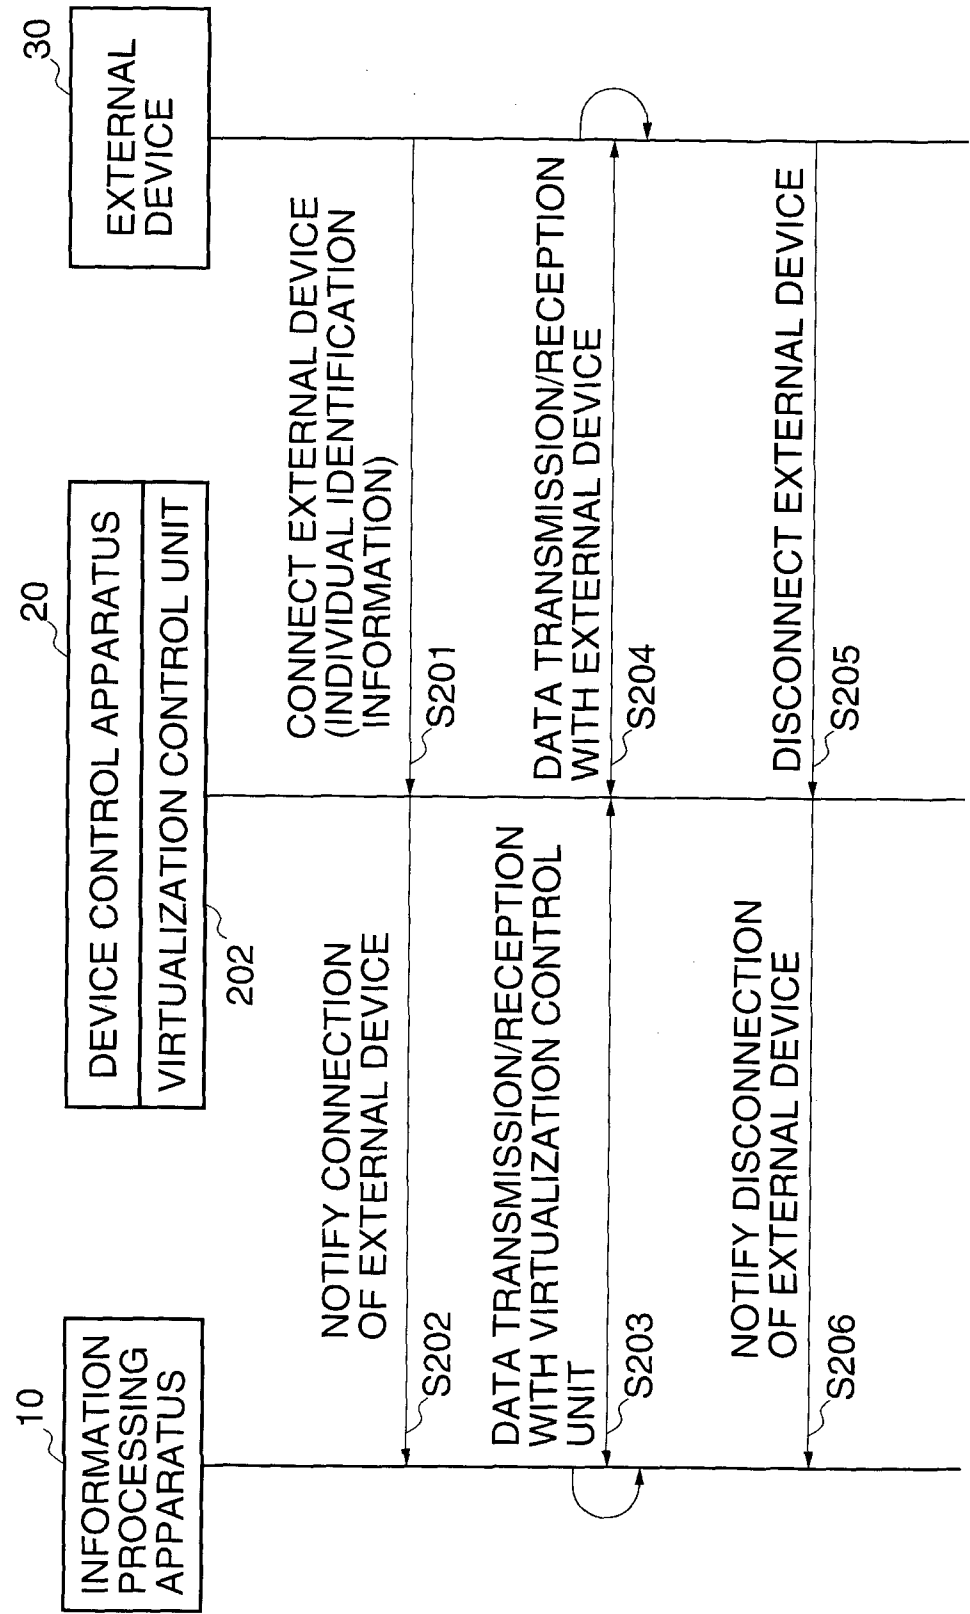 10
INFORMATION
PROCESSING
APPARATUS
20
DEVICE CONTROL APPARATUS
VIRTUALIZATION CONTROL UNIT
202
30
EXTERNAL
DEVICE
CONNECT EXTERNAL DEVICE
(INDIVIDUAL IDENTIFICATION
INFORMATION)
S201
NOTIFY CONNECTION
OF EXTERNAL DEVICE
S202
DATA TRANSMISSION/RECEPTION
WITH VIRTUALIZATION CONTROL
UNIT
S203
DATA TRANSMISSION/RECEPTION
WITH EXTERNAL DEVICE
S204
DISCONNECT EXTERNAL DEVICE
S205
NOTIFY DISCONNECTION
OF EXTERNAL DEVICE
S206